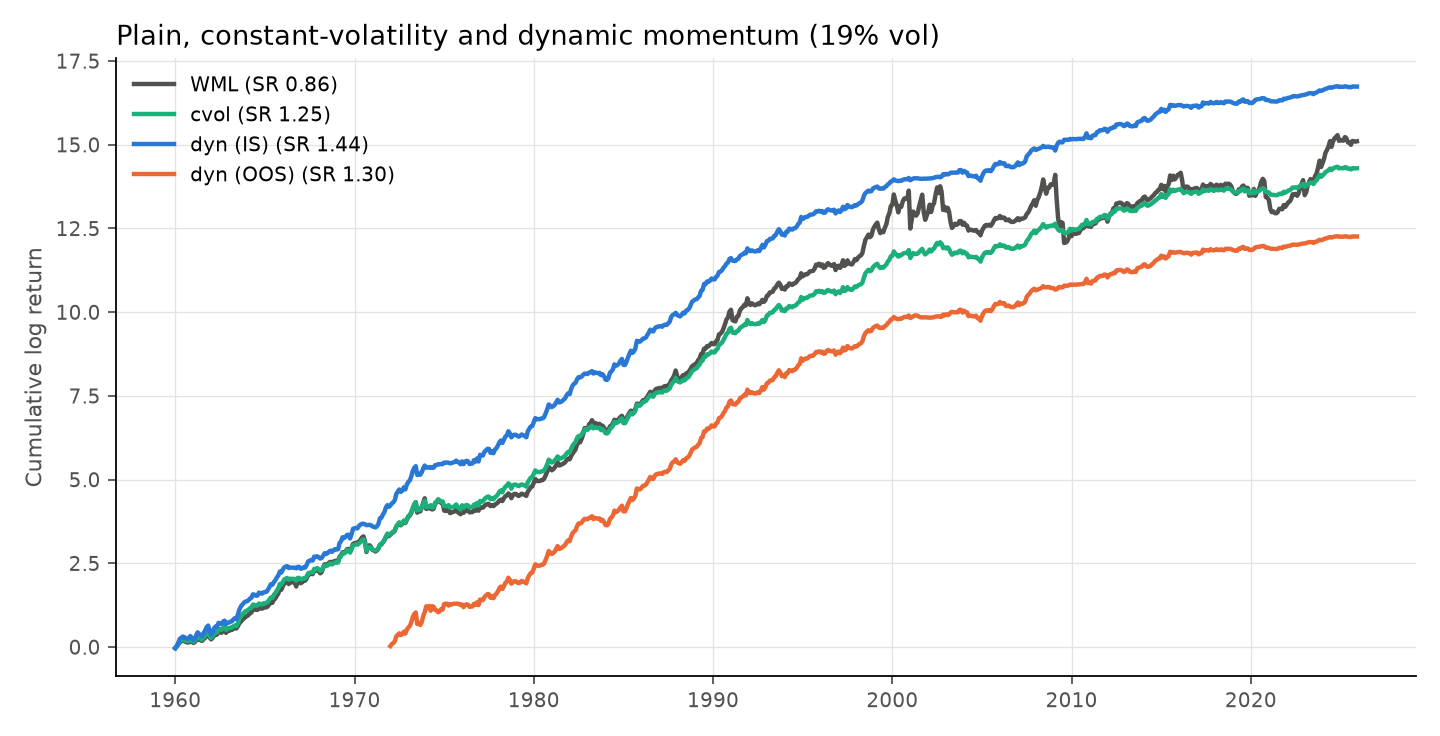 Plain, constant-volatility and dynamic momentum (19% vol)
17.5
15.0
12.5
10.0
7.5
5.0
2.5
0.0
Cumulative log return
WML (SR 0.86)
cvol (SR 1.25)
dyn (IS) (SR 1.44)
dyn (OOS) (SR 1.30)
1960 1970 1980 1990 2000 2010 2020